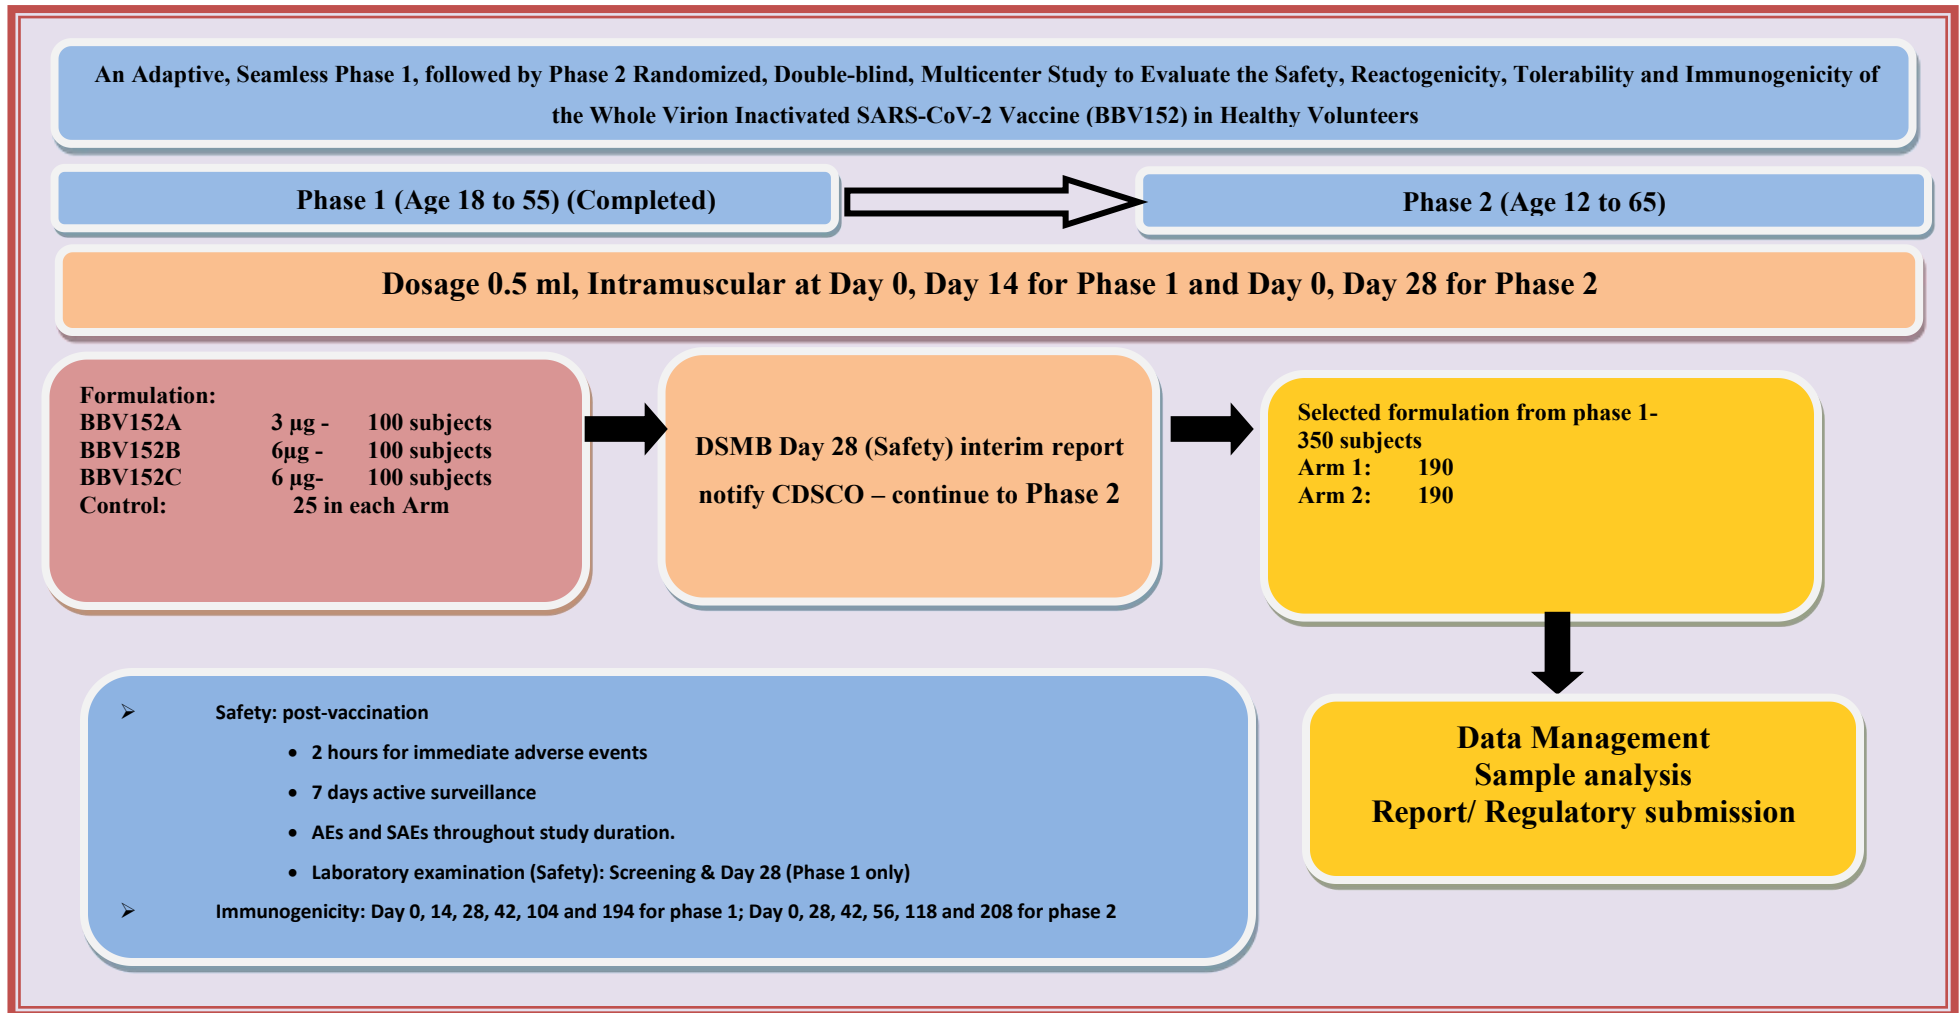 An Adaptive, Seamless Phase 1, followed by Phase 2 Randomized, Double-blind, Multicenter Study to Evaluate the Safety, Reactogenicity, Tolerability and Immunogenicity of
the Whole Virion Inactivated SARS-CoV-2 Vaccine (BBV152) in Healthy Volunteers
Phase 1 (Age 18 to 55) (Completed)
Phase 2 (Age 12 to 65)
Dosage 0.5 ml, Intramuscular at Day 0, Day 14 for Phase 1 and Day 0, Day 28 for Phase 2
Formulation:
BBV152A 3 µg - 100 subjects
BBV152B 6µg - 100 subjects
BBV152C 6 µg- 100 subjects
Control: 25 in each Arm
DSMB Day 28 (Safety) interim report
notify CDSCO – continue to Phase 2
Selected formulation from phase 1-
350 subjects
Arm 1: 190
Arm 2: 190
➢ Safety: post-vaccination
• 2 hours for immediate adverse events
• 7 days active surveillance
• AEs and SAEs throughout study duration.
• Laboratory examination (Safety): Screening & Day 28 (Phase 1 only)
➢ Immunogenicity: Day 0, 14, 28, 42, 104 and 194 for phase 1; Day 0, 28, 42, 56, 118 and 208 for phase 2
Data Management
Sample analysis
Report/ Regulatory submission